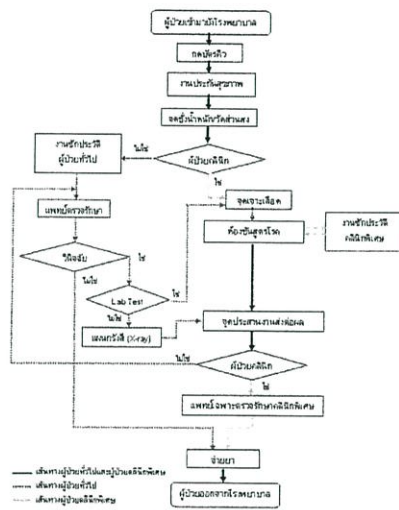 ผู้ป่วยเข้ามายังโรงพยาบาล
กดบัตรคิว
งานประกันสุขภาพ
จุดชั่งน้ำหนักวัดส่วนสูง
งานซักประวัติ
ผู้ป่วยทั่วไป
ไม่ใช่
ผู้ป่วยคลินิก
ใช่
แพทย์ตรวจรักษา
จุดเจาะเลือด
ห้องชันสูตรโรค
งานซักประวัติ
คลินิกพิเศษ
วินิจฉัย
ใช่
ไม่ใช่
Lab Test
ใช่
ไม่ใช่
แผนกรังสี (X-ray)
จุดประสานงานส่งต่อผล
ไม่ใช่
ผู้ป่วยคลินิก
ใช่
แพทย์เฉพาะตรวจรักษาคลินิกพิเศษ
จ่ายยา
เส้นทางผู้ป่วยทั่วไปและผู้ป่วยคลินิกพิเศษ
เส้นทางผู้ป่วยทั่วไป
เส้นทางผู้ป่วยคลินิกพิเศษ
ผู้ป่วยออกจากโรงพยาบาล